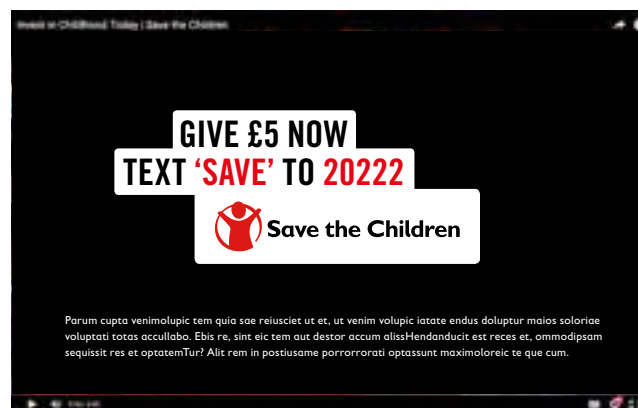 Invest in Childhood Today | Save the Children
GIVE £5 NOW
TEXT ‘SAVE’ TO 20222
Save the Children
Parum cupta venimolupic tem quia sae reiusciet ut et, ut venim volupic iatate endus doluptur maios soloriae
voluptati totas accullabo. Ebis re, sint eic tem aut destor accum alissHendanducit est reces et, ommodipsam
sequissit res et optatemTur? Alit rem in postiusame porrorrorati optassunt maximoloreic te que cum.